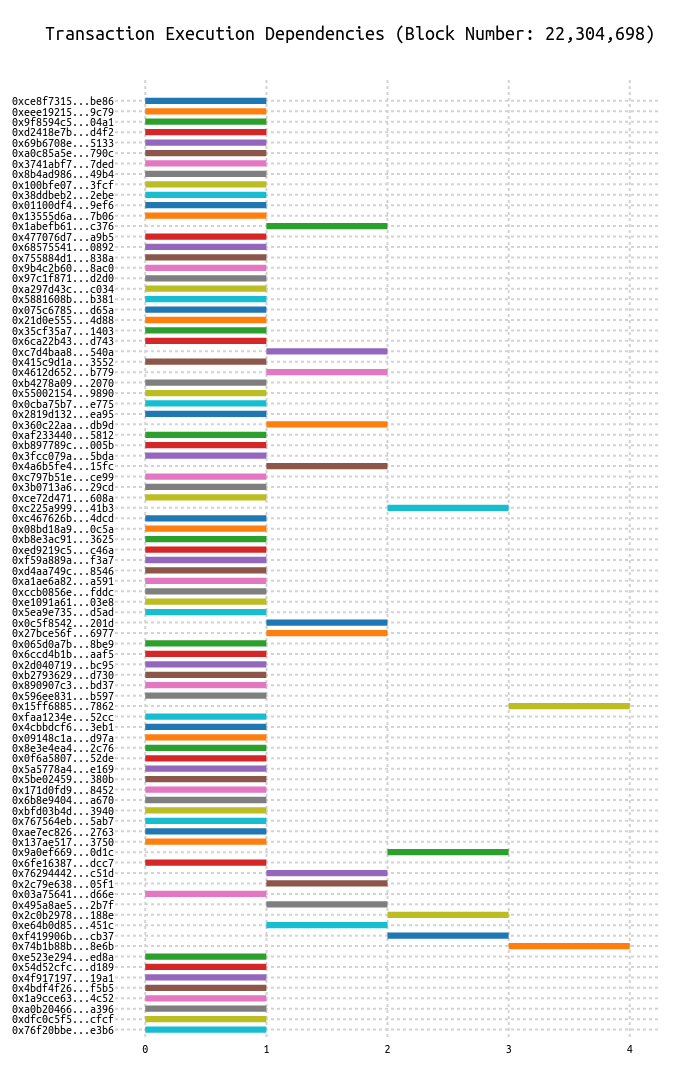 Transaction Execution Dependencies (Block Number: 22,304,698)
0xce8f7315...be86
0xeee19215...9c79
0x9f8594c5...04a1
0xd2418e7b...d4f2
0x69b6708e...5133
0xa0c85a5e...790c
0x3741abf7...7ded
0x8b4ad986...49b4
0x100bfe07...3fcf
0x38ddbeb2...2ebe
0x01100df4...9ef6
0x13555d6a...7b06
0x1abefb61...c376
0x477076d7...a9b5
0x68575541...0892
0x755884d1...838a
0x9b4c2b60...8ac0
0x97c1f871...d2d0
0xa297d43c...c034
0x5881608b...b381
0x075c6785...d65a
0x21d0e555...4d88
0x35cf35a7...1403
0x6ca22b43...d743
0xc7d4baa8...540a
0x415c9d1a...3552
0x4612d652...b779
0xb4278a09...2070
0x55002154...9890
0x0cba75b7...e775
0x2819d132...ea95
0x360c22aa...db9d
0xaf233440...5812
0xb897789c...005b
0x3fcc079a...5bda
0x4a6b5fe4...15fc
0xc797b51e...ce99
0x3b0713a6...29cd
0xce72d471...608a
0xc225a999...41b3
0xc467626b...4dcd
0x08bd18a9...0c5a
0xb8e3ac91...3625
0xed9219c5...c46a
0xf59a889a...f3a7
0xd4aa749c...8546
0xa1ae6a82...a591
0xccb0856e...fddc
0xe1091a61...03e8
0x5ea9e735...d5ad
0x0c5f8542...201d
0x27bce56f...6977
0x065d0a7b...8be9
0x6ccd4b1b...aaf5
0x2d040719...bc95
0xb2793629...d730
0x890907c3...bd37
0x596ee831...b597
0x15ff6885...7862
0xfaa1234e...52cc
0x4cbbdcf6...3eb1
0x09148c1a...d97a
0x8e3e4ea4...2c76
0x0f6a5807...52de
0x5a5778a4...e169
0x5be02459...380b
0x171d0fd9...8452
0x6b8e9404...a670
0xbfd03b4d...3940
0x767564eb...5ab7
0xae7ec826...2763
0x137ae517...3750
0x9a0ef669...0d1c
0x6fe16387...dcc7
0x76294442...c51d
0x2c79e638...05f1
0x03a75641...d66e
0x495a8ae5...2b7f
0x2c0b2978...188e
0xe64b0d85...451c
0xf419906b...cb37
0x74b1b88b...8e6b
0xe523e294...ed8a
0x54d52cfc...d189
0x4f917197...19a1
0x4bdf4f26...f5b5
0x1a9cce63...4c52
0xa0b20466...a396
0xdfc0c5f5...cfcf
0x76f20bbe...e3b6
0 1 2 3 4